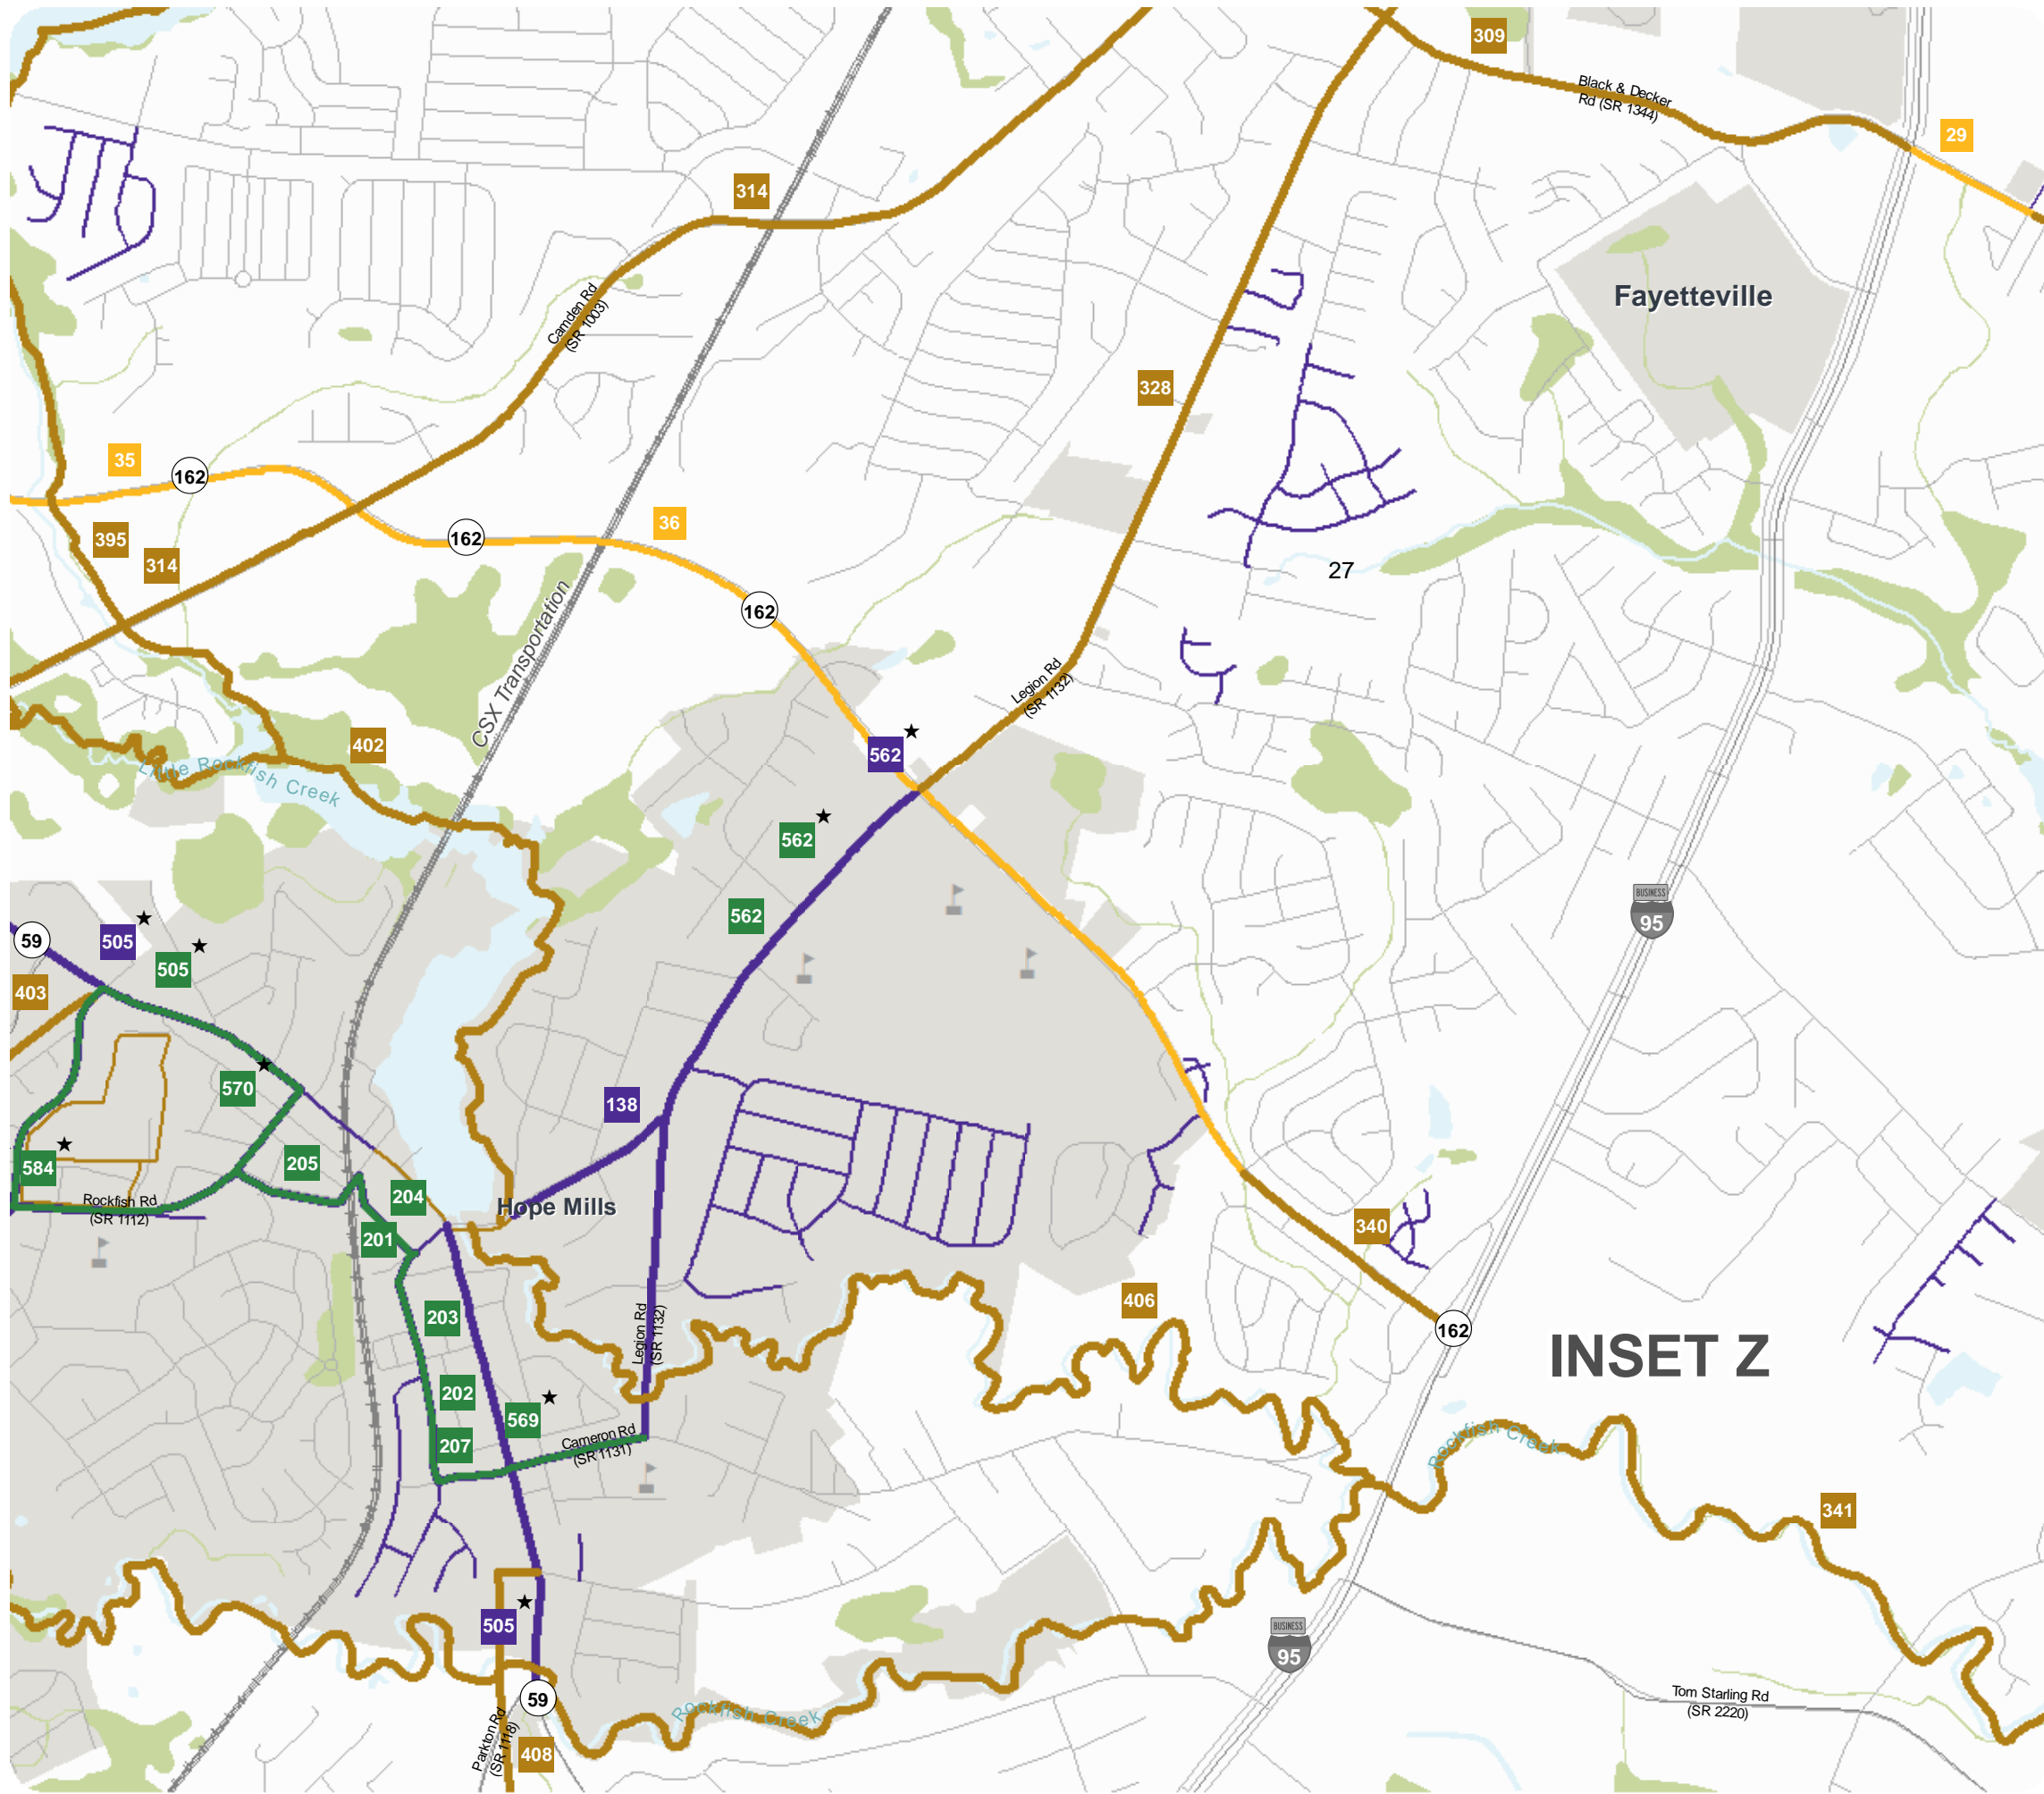 309
Black & Decker
Rd (SR 1344)
29
314
Camden Rd
(SR 1003)
Fayetteville
328
35
162
395
314
162
36
27
162
CSX Transportation
Legion Rd
(SR 1132)
402
Little Rockfish Creek
562
562
562
BUSINESS
95
59
505
505
403
570
138
584
205
204
Rockfish Rd
(SR 1112)
Hope Mills
201
340
406
203
162
Legion Rd
(SR 1132)
INSET Z
202
569
207
Cameron Rd
(SR 1131)
Rockfish Creek
341
505
BUSINESS
95
59
Rockfish Creek
Tom Starling Rd
(SR 2220)
Parkton Rd
(SR 1118)
408